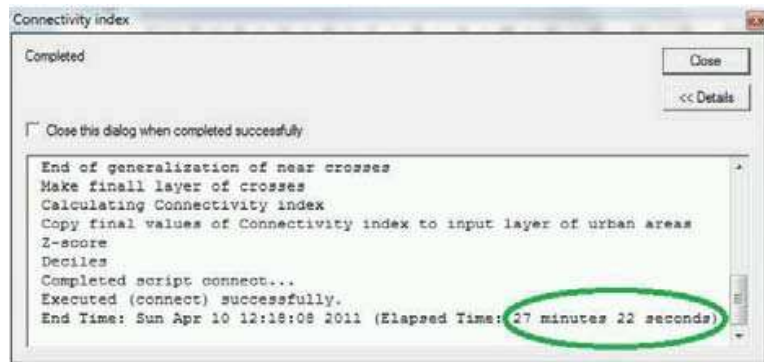 Connectivity index
Completed
Close
<< Details
Close this dialog when completed successfully
End of generalization of near crosses
Make finall layer of crosses
Calculating Connectivity index
Copy final values of Connectivity index to input layer of urban areas
Z-score
Deciles
Completed script connect...
Executed (connect) successfully.
End Time: Sun Apr 10 12:18:08 2011 (Elapsed Time: 27 minutes 22 seconds)